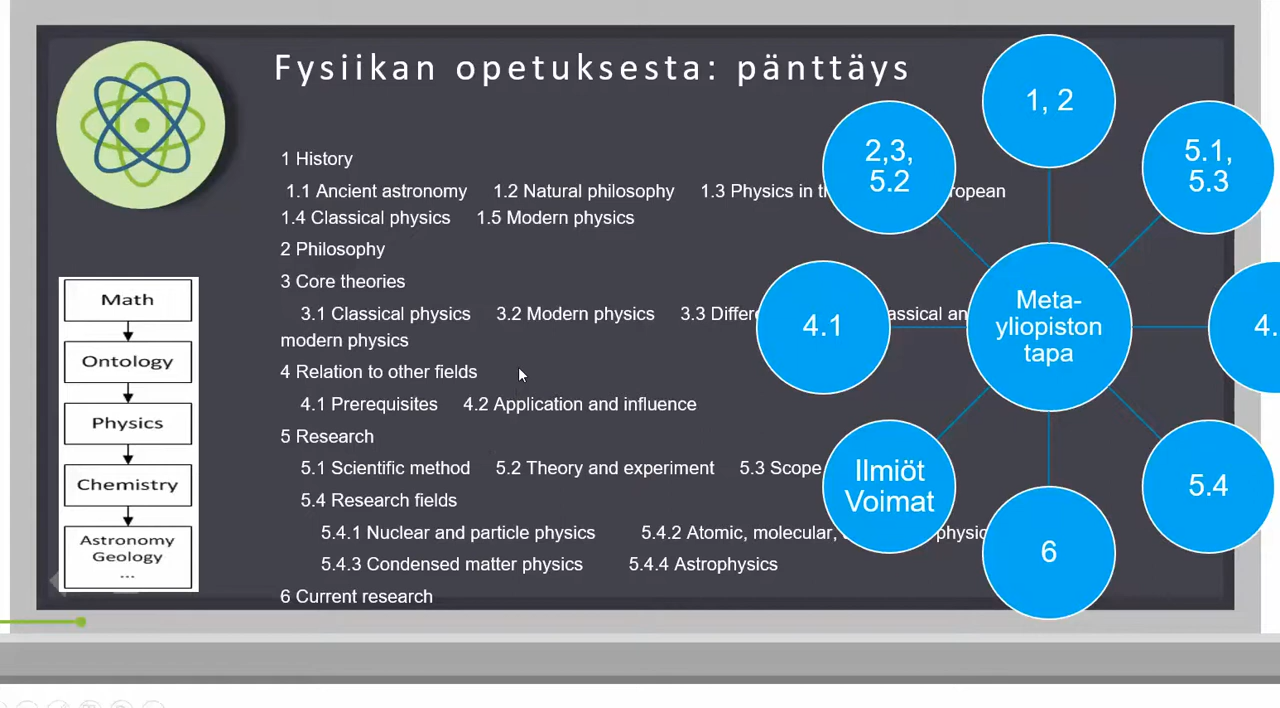 Fysiikan opetuksesta: pänttäys
1 History
1.1 Ancient astronomy 1.2 Natural philosophy 1.3 Physics in
1.4 Classical physics 1.5 Modern physics
2 Philosophy
3 Core theories
3.1 Classical physics 3.2 Modern physics 3.3
modern physics
4 Relation to other fields
4.1 Prerequisites 4.2 Application and influence
5 Research
5.1 Scientific method 5.2 Theory and experiment 5.3 Scope
5.4 Research fields
5.4.1 Nuclear and particle physics 5.4.2 Atomic, molecular,
5.4.3 Condensed matter physics 5.4.4 Astrophysics
6 Current research
Math
Ontology
Physics
Chemistry
Astronomy
Geology
...
1, 2
5.1,
5.3
5.4
6
Ilmiöt
Voimat
4.1
2,3,
5.2
Meta-
yliopiston
tapa